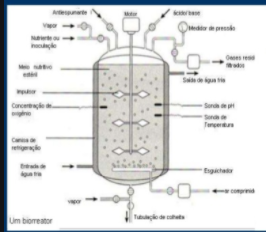 Antiespumante
Motor
ácido/base
Vapor
Medidor de pressão
Nutriente ou
inoculação
Gases resid
filtrados
Meio nutritivo
estéril
Saída de água fria
Impulsor
Concentração de
oxigênio
Sonda de pH
Sonda de
Temperatura
Camisa de
refrigeração
Entrada de
água fria
Esguichador
vapor
ar comprimid
Um biorreator
Tubulação de colheita